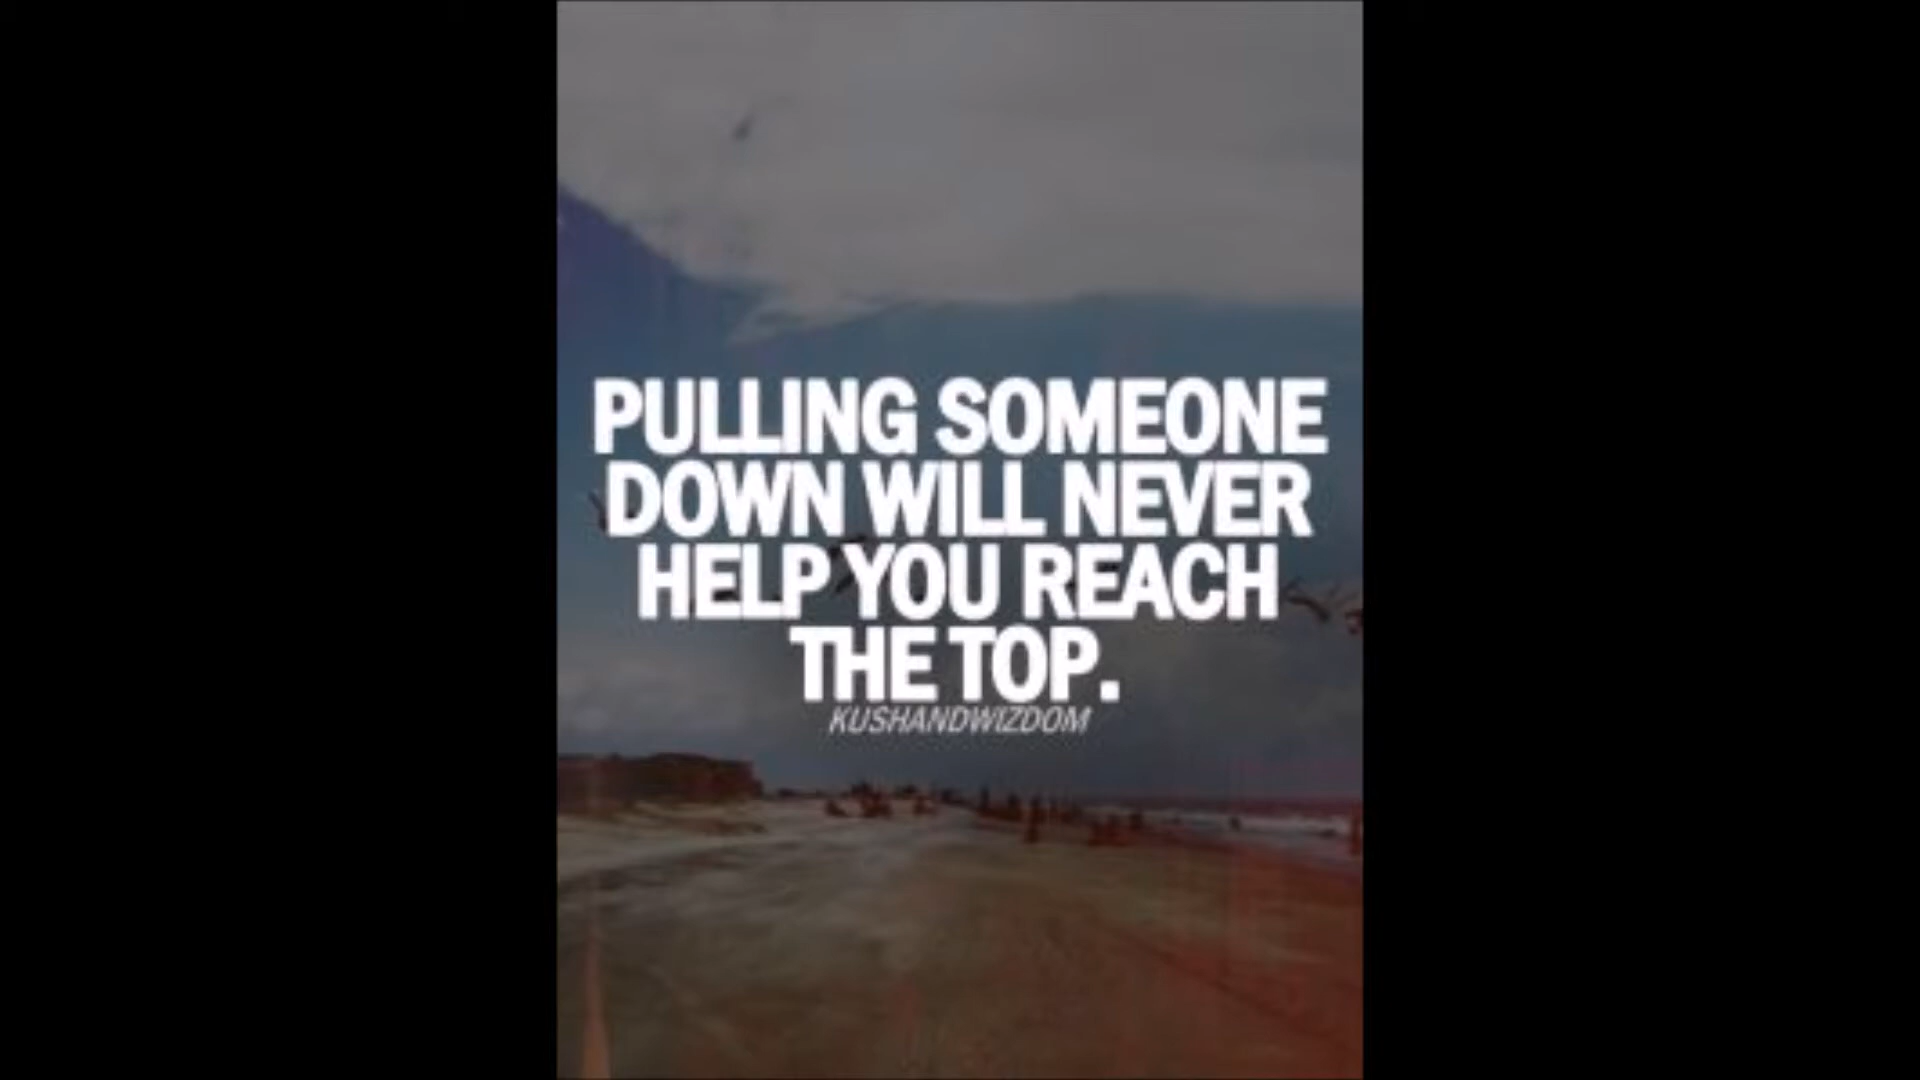 PULLING SOMEONE
DOWN WILL NEVER
HELP YOU REACH
THE TOP.
KUSHANDWIZDOM